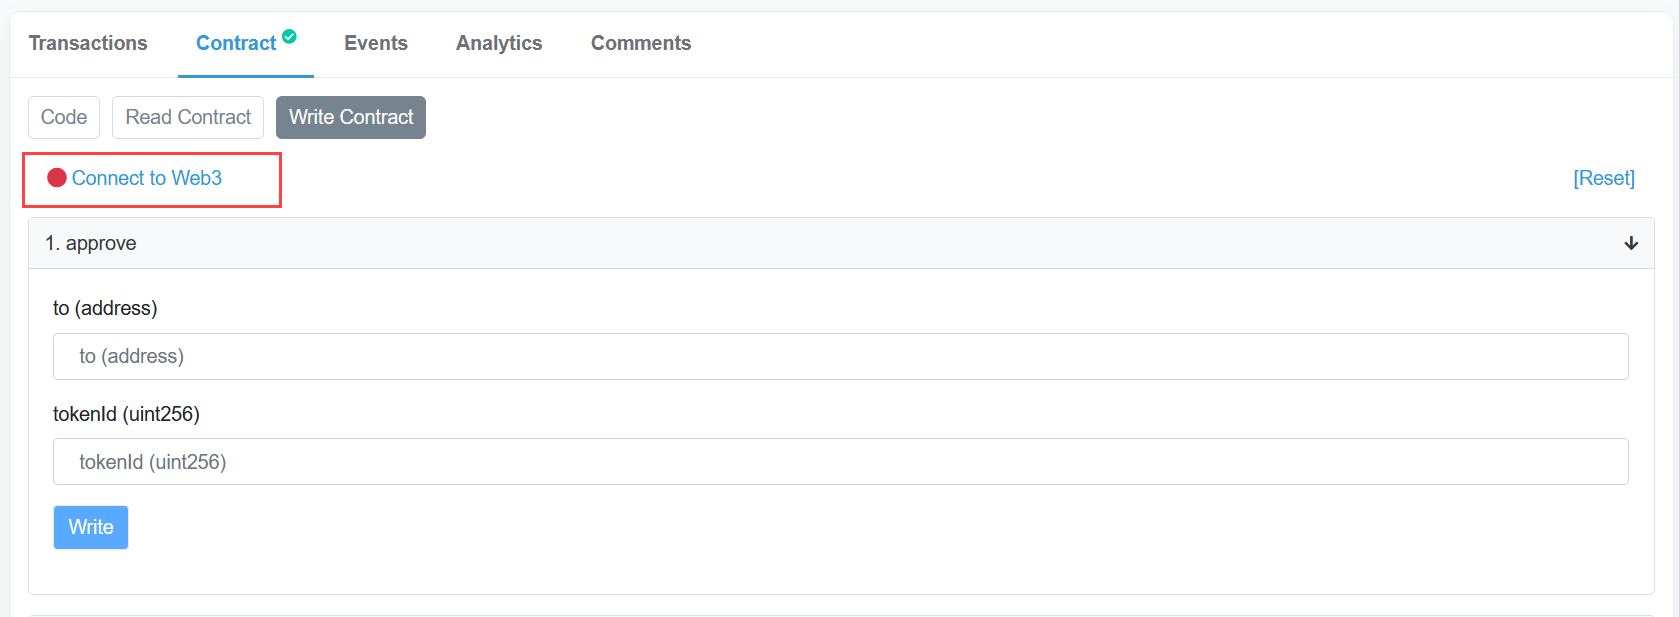 Transactions Contract Events Analytics Comments
Code Read Contract Write Contract
Connect to Web3 [Reset]
1. approve
to (address)
to (address)
tokenId (uint256)
tokenId (uint256)
Write